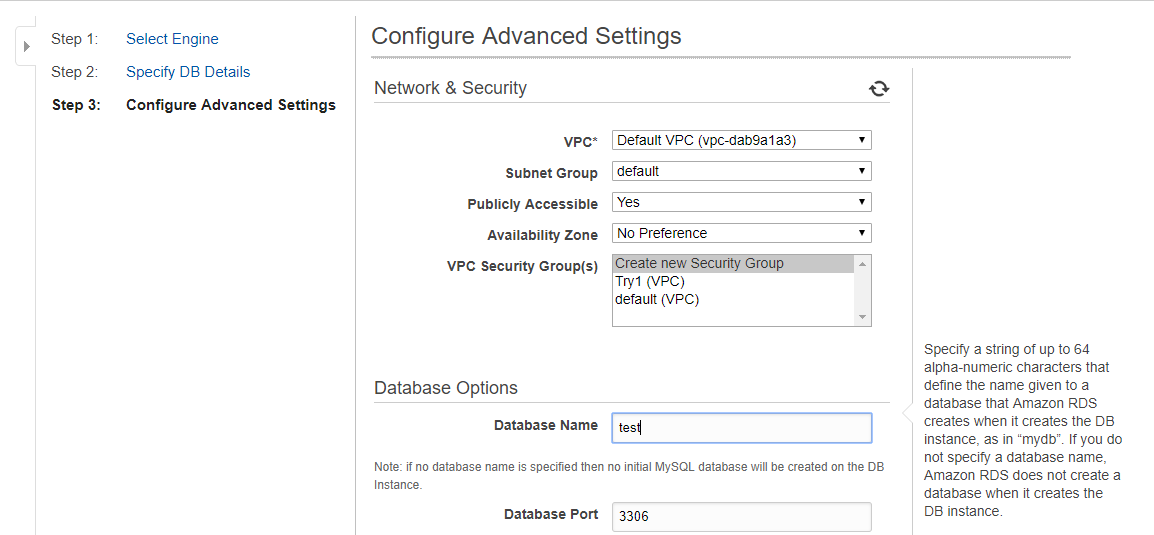 Step 1: Select Engine
Step 2: Specify DB Details
Step 3: Configure Advanced Settings
Configure Advanced Settings
Network & Security
VPC* Default VPC (vpc-dab9a1a3)
Subnet Group default
Publicly Accessible Yes
Availability Zone No Preference
VPC Security Group(s) Create new Security Group
Try1 (VPC)
default (VPC)
Database Options
Database Name test
Note: if no database name is specified then no initial MySQL database will be created on the DB
Instance.
Database Port 3306
Specify a string of up to 64
alpha-numeric characters that
define the name given to a
database that Amazon RDS
creates when it creates the DB
instance, as in “mydb”. If you do
not specify a database name,
Amazon RDS does not create a
database when it creates the
DB instance.